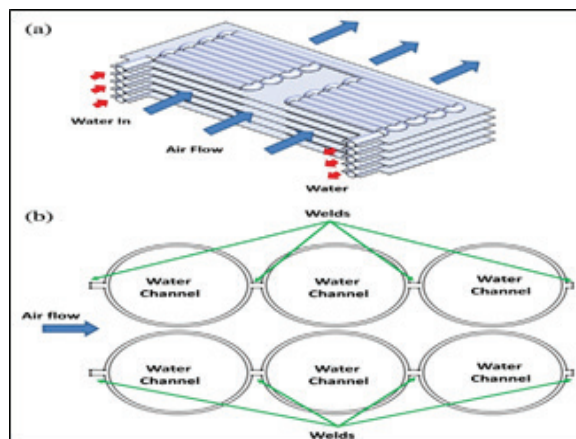 (a)
Water In
Air Flow
Water
(b)
Welds
Water Channel
Water Channel
Water Channel
Air flow
Water Channel
Water Channel
Water Channel
Welds